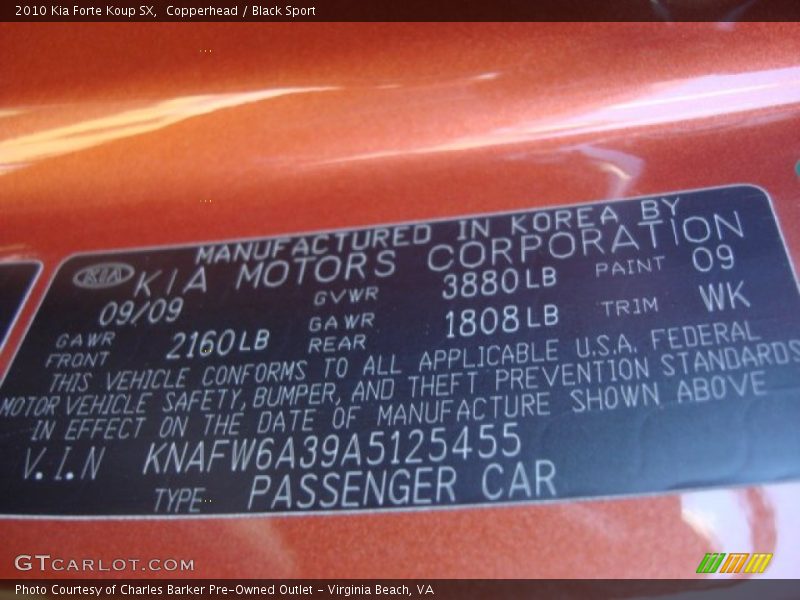 2010 Kia Forte Koup SX,  Copperhead / Black Sport
MANUFACTURED IN KOREA BY
KIA KIA MOTORS CORPORATION
09/09 GVWR 3880LB PAINT 09
GAWR FRONT 2160LB GAWR REAR 1808LB TRIM WK
THIS VEHICLE CONFORMS TO ALL APPLICABLE U.S.A. FEDERAL
MOTOR VEHICLE SAFETY, BUMPER, AND THEFT PREVENTION STANDARDS
IN EFFECT ON THE DATE OF MANUFACTURE SHOWN ABOVE
V.I.N KNAFW6A39A5125455
TYPE PASSENGER CAR
GTCARLOT.COM
Photo Courtesy of Charles Barker Pre-Owned Outlet - Virginia Beach, VA